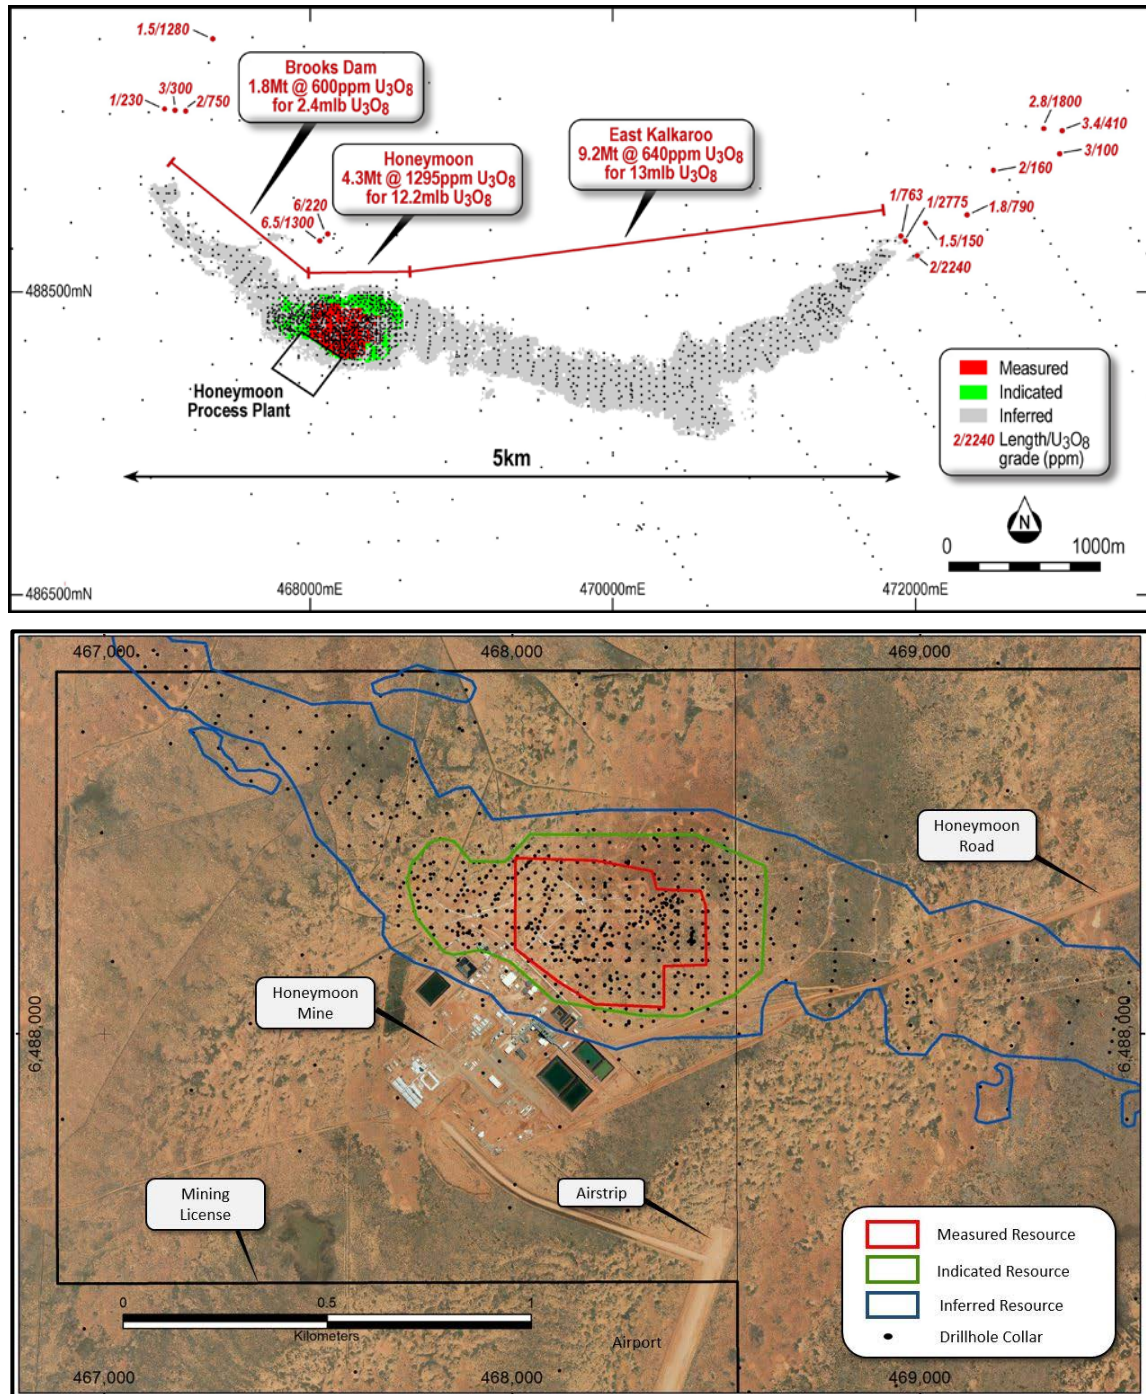 1.5/1280
Brooks Dam
1.8Mt @ 600ppm U₃O₈
for 2.4mlb U₃O₈
3/300
1/230
2/750
Honeymoon
4.3Mt @ 1295ppm U₃O₈
for 12.2mlb U₃O₈
East Kalkaroo
9.2Mt @ 640ppm U₃O₈
for 13mlb U₃O₈
2.8/1800
3.4/410
3/100
2/160
1/763
1/2775
1.8/790
1.5/150
2/2240
6/220
6.5/1300
488500mN
Honeymoon
Process Plant
Measured
Indicated
Inferred
2/2240 Length/U₃O₈
grade (ppm)
5km
N
0 1000m
486500mN
468000mE
470000mE
472000mE
467,000
468,000
469,000
Honeymoon
Road
Honeymoon
Mine
6,488,000
6,488,000
Mining
License
Airstrip
Measured Resource
Indicated Resource
Inferred Resource
Drillhole Collar
0 0.5 1
Kilometers
Airport
467,000
468,000
469,000